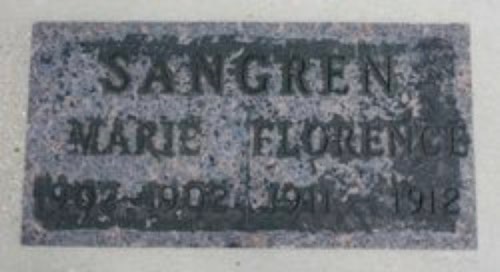 SANGREN
MARIE FLORENCE
1902-1902 1911 - 1912